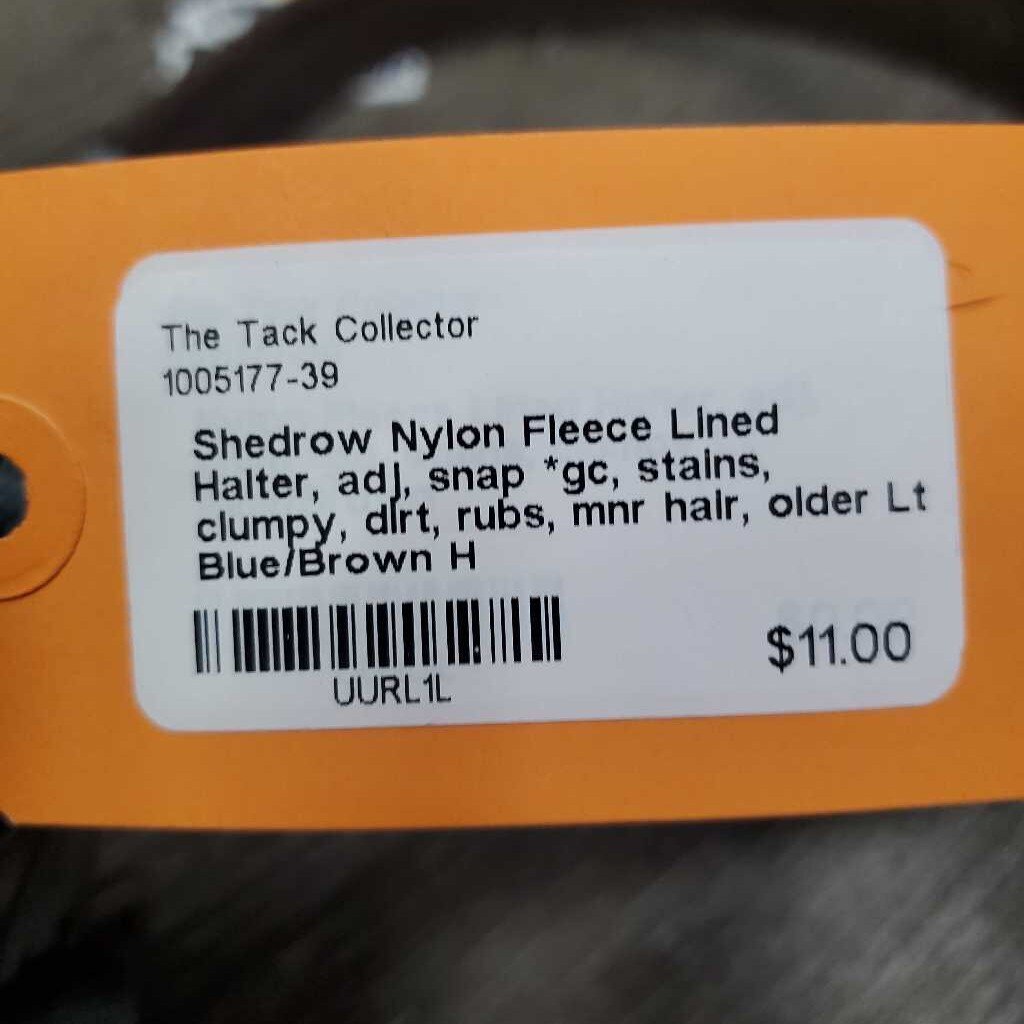 The Tack Collector
1005177-39
Shedrow Nylon Fleece Lined
Halter, adj, snap *gc, stains,
clumpy, dirt, rubs, mnr hair, older Lt
Blue/Brown H
UURL1L
$11.00